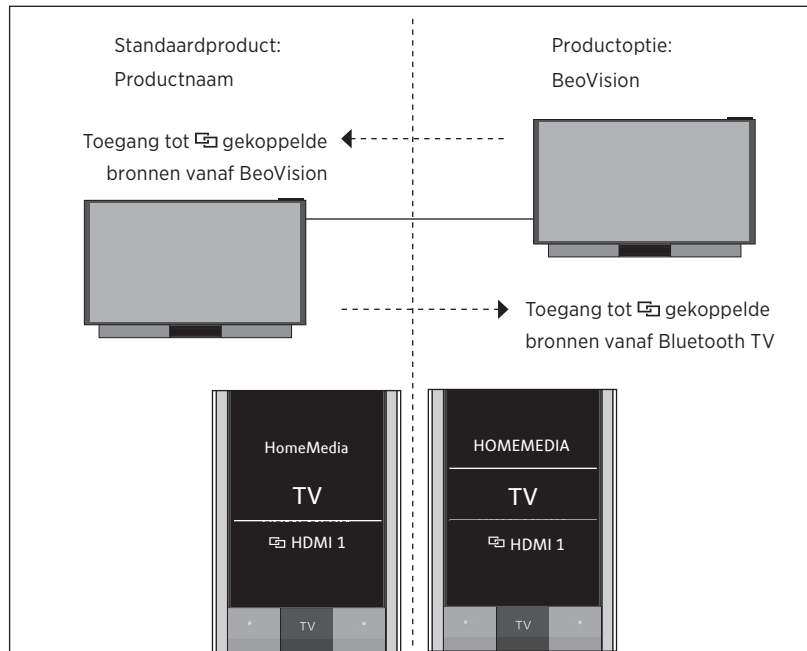 Standaardproduct:
Productnaam
Productoptie:
BeoVision
Toegang tot gekoppelde
bronnen vanaf BeoVision
Toegang tot gekoppelde
bronnen vanaf Bluetooth TV
HomeMedia
TV
HDMI 1
TV
HOMEMEDIA
TV
HDMI 1
TV